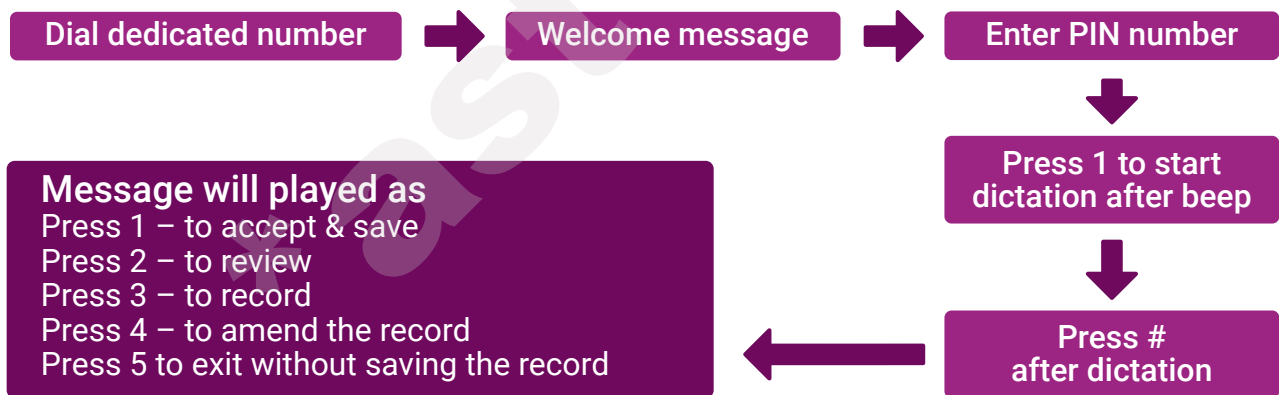 Dial dedicated number
Welcome message
Enter PIN number
Press 1 to start
dictation after beep
Press #
after dictation
Message will played as
Press 1 – to accept & save
Press 2 – to review
Press 3 – to record
Press 4 – to amend the record
Press 5 to exit without saving the record